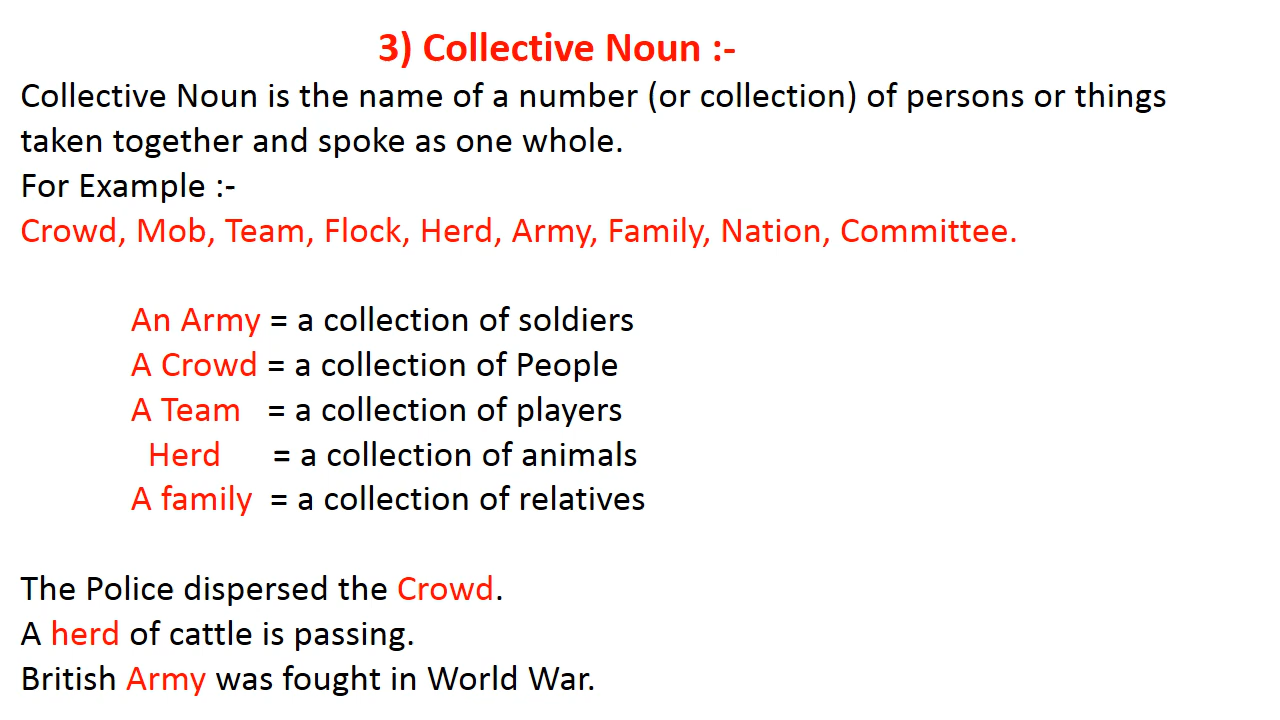 3) Collective Noun :-
Collective Noun is the name of a number (or collection) of persons or things
taken together and spoke as one whole.
For Example :-
Crowd, Mob, Team, Flock, Herd, Army, Family, Nation, Committee.
An Army = a collection of soldiers
A Crowd = a collection of People
A Team = a collection of players
Herd = a collection of animals
A family = a collection of relatives
The Police dispersed the Crowd.
A herd of cattle is passing.
British Army was fought in World War.